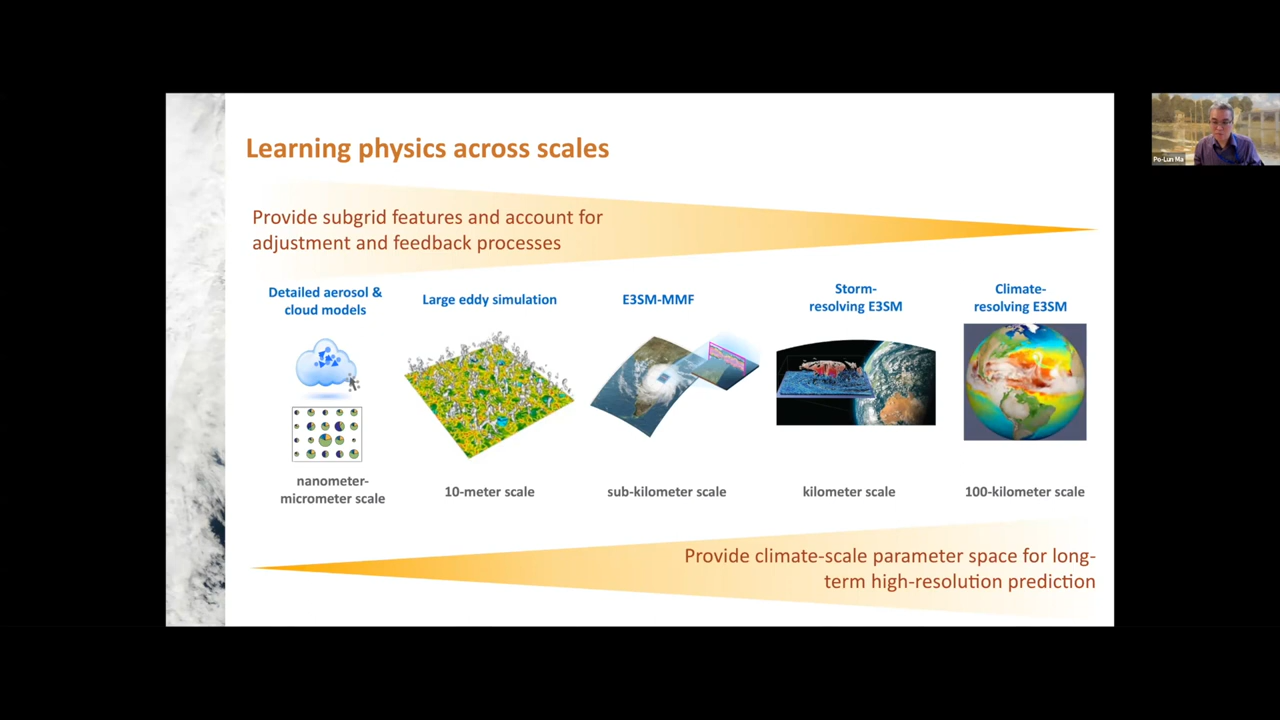 Learning physics across scales
Provide subgrid features and account for
adjustment and feedback processes
Detailed aerosol &
cloud models
Large eddy simulation
E3SM-MMF
Storm-
resolving E3SM
Climate-
resolving E3SM
nanometer-
micrometer scale
10-meter scale
sub-kilometer scale
kilometer scale
100-kilometer scale
Provide climate-scale parameter space for long-
term high-resolution prediction
Po-Lun Ma